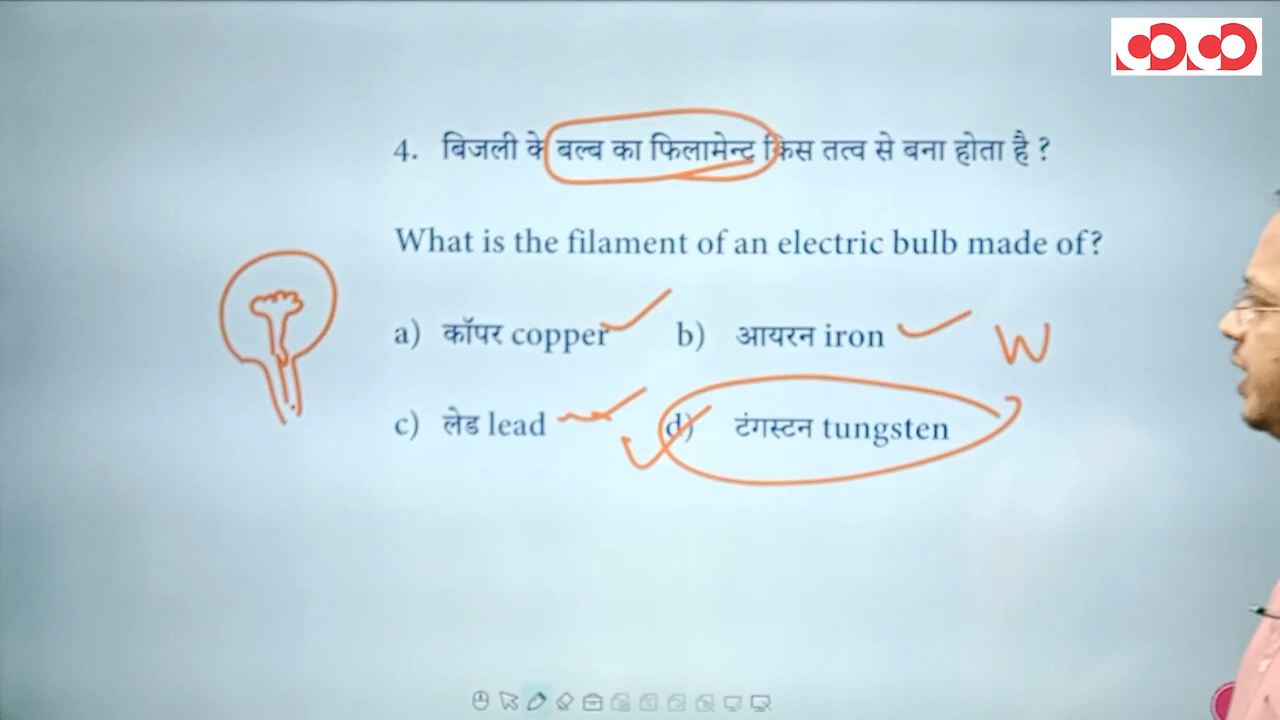 4. बिजली के बल्ब का फिलामेन्ट किस तत्व से बना होता है ?
What is the filament of an electric bulb made of?
a) कॉपर copper b) आयरन iron W
c) लेड lead d) टंगस्टन tungsten